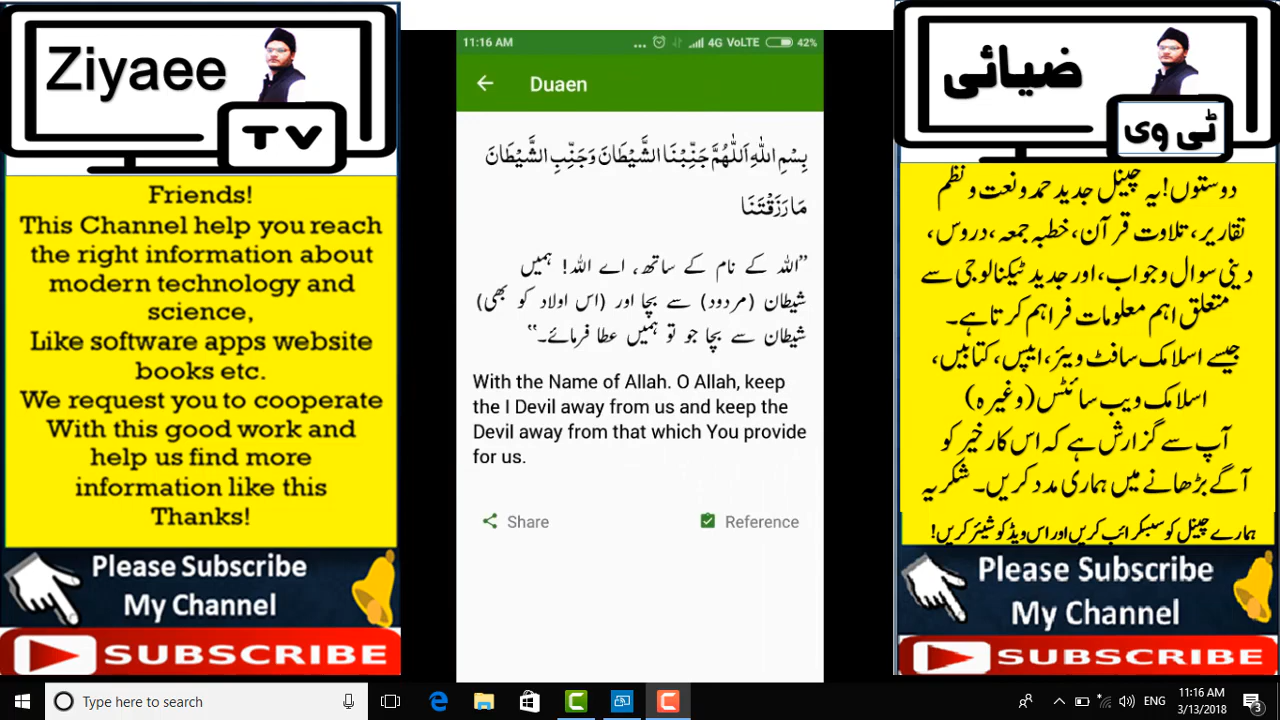 Ziyaee
TV
Friends!
This Channel help you reach
the right information about
modern technology and
science,
Like software apps website
books etc.
We request you to cooperate
With this good work and
help us find more
information like this
Thanks!
Please Subscribe
My Channel
SUBSCRIBE
11:16 AM
... 4G VoLTE 42%
Duaen
بِسْمِ اللّٰهِ اَللّٰهُمَّ جَنِّبْنَا الشَّيْطَانَ وَجَنِّبِ الشَّيْطَانَ
مَا رَزَقْتَنَا
”اللہ کے نام کے ساتھ، اے اللہ! ہمیں
شیطان (مردود) سے بچا اور (اس اولاد کو بھی)
شیطان سے بچا جو تو ہمیں عطا فرمائے۔“
With the Name of Allah. O Allah, keep
the I Devil away from us and keep the
Devil away from that which You provide
for us.
Share
Reference
ضیائی
ٹی وی
دوستوں! یہ چینل جدید حمد و نعت و نظم
تقاریر، تلاوت قرآن، خطبہ جمعہ، دروس،
دینی سوال و جواب، اور جدید ٹیکنالوجی سے
متعلق اہم معلومات فراہم کرتا ہے۔
جیسے اسلامک سافٹ ویئر، ایپس، کتابیں،
اسلامک ویب سائٹس (وغیرہ)
آپ سے گزارش ہے کہ اس کار خیر کو
آگے بڑھانے میں ہماری مدد کریں۔ شکریہ
ہمارے چینل کو سبسکرائب کریں اور اس ویڈیو کو شیئر کریں!
Please Subscribe
My Channel
SUBSCRIBE
Type here to search
ENG
11:16 AM
3/13/2018
3